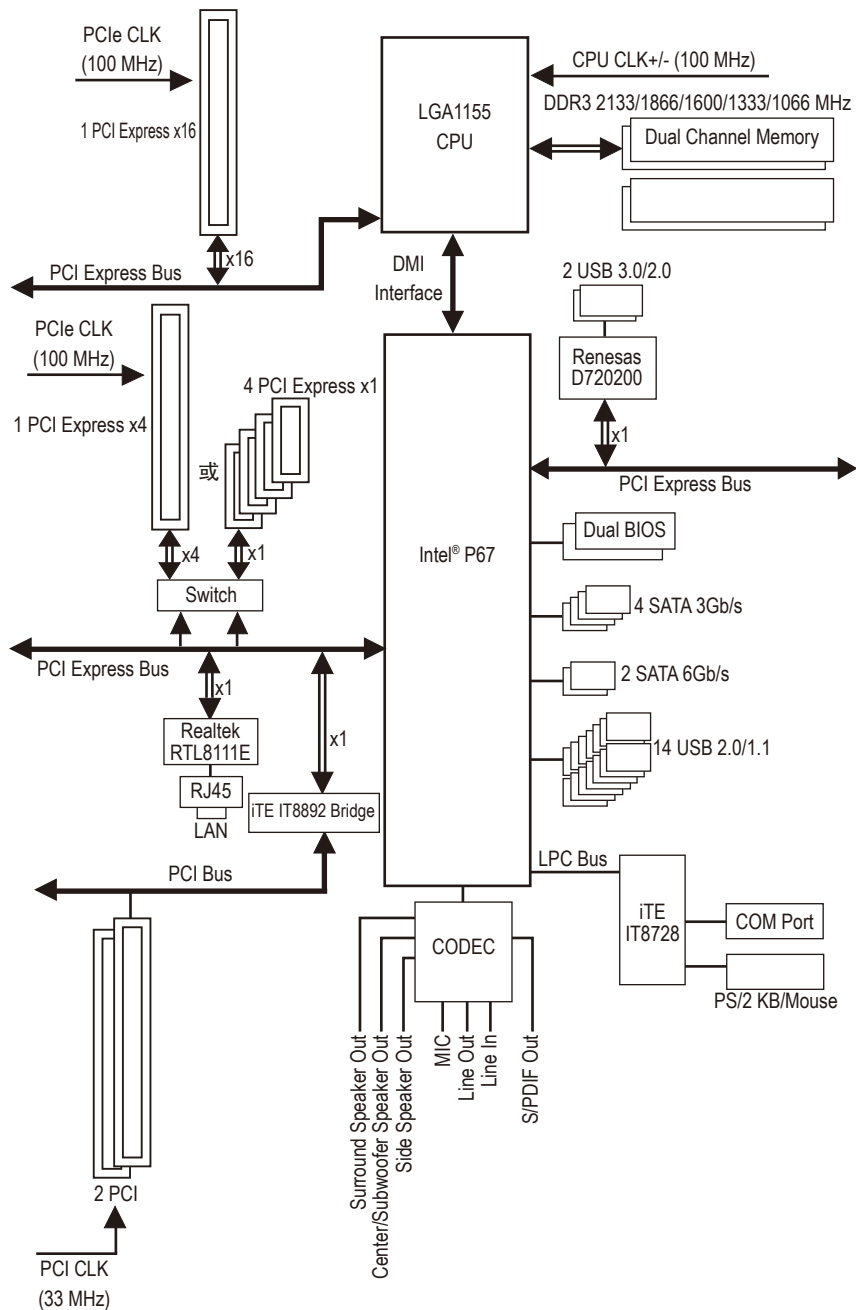 PCIe CLK
(100 MHz)
1 PCI Express x16
x16
PCI Express Bus
LGA1155
CPU
CPU CLK+/- (100 MHz)
DDR3 2133/1866/1600/1333/1066 MHz
Dual Channel Memory
DMI
Interface
2 USB 3.0/2.0
Renesas
D720200
x1
PCI Express Bus
PCIe CLK
(100 MHz)
1 PCI Express x4
4 PCI Express x1
或
x4
x1
Switch
PCI Express Bus
Intel® P67
Dual BIOS
4 SATA 3Gb/s
2 SATA 6Gb/s
14 USB 2.0/1.1
x1
Realtek
RTL8111E
RJ45
LAN
x1
iTE IT8892 Bridge
PCI Bus
LPC Bus
iTE
IT8728
COM Port
PS/2 KB/Mouse
CODEC
Surround Speaker Out
Center/Subwoofer Speaker Out
Side Speaker Out
MIC
Line Out
Line In
S/PDIF Out
2 PCI
PCI CLK
(33 MHz)